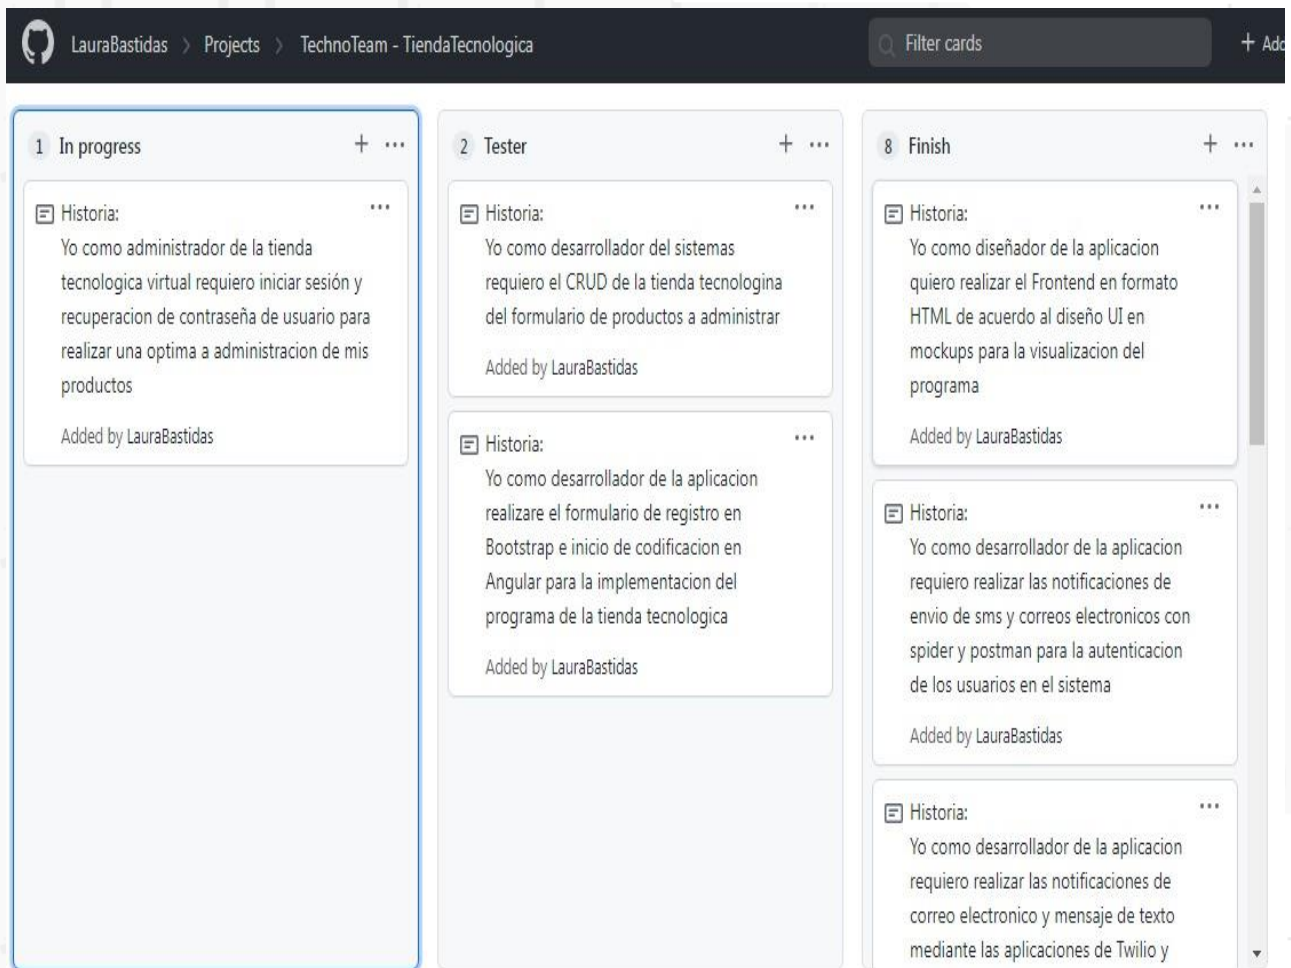 LauraBastidas > Projects > TechnoTeam - TiendaTecnologica
Filter cards
+ Add
1 In progress
Historia:
Yo como administrador de la tienda
tecnologica virtual requiero iniciar sesión y
recuperacion de contraseña de usuario para
realizar una optima a administracion de mis
productos
Added by LauraBastidas
2 Tester
Historia:
Yo como desarrollador del sistemas
requiero el CRUD de la tienda tecnologina
del formulario de productos a administrar
Added by LauraBastidas
Historia:
Yo como desarrollador de la aplicacion
realizare el formulario de registro en
Bootstrap e inicio de codificacion en
Angular para la implementacion del
programa de la tienda tecnologica
Added by LauraBastidas
8 Finish
Historia:
Yo como diseñador de la aplicacion
quiero realizar el Frontend en formato
HTML de acuerdo al diseño UI en
mockups para la visualizacion del
programa
Added by LauraBastidas
Historia:
Yo como desarrollador de la aplicacion
requiero realizar las notificaciones de
envio de sms y correos electronicos con
spider y postman para la autenticacion
de los usuarios en el sistema
Added by LauraBastidas
Historia:
Yo como desarrollador de la aplicacion
requiero realizar las notificaciones de
correo electronico y mensaje de texto
mediante las aplicaciones de Twilio y